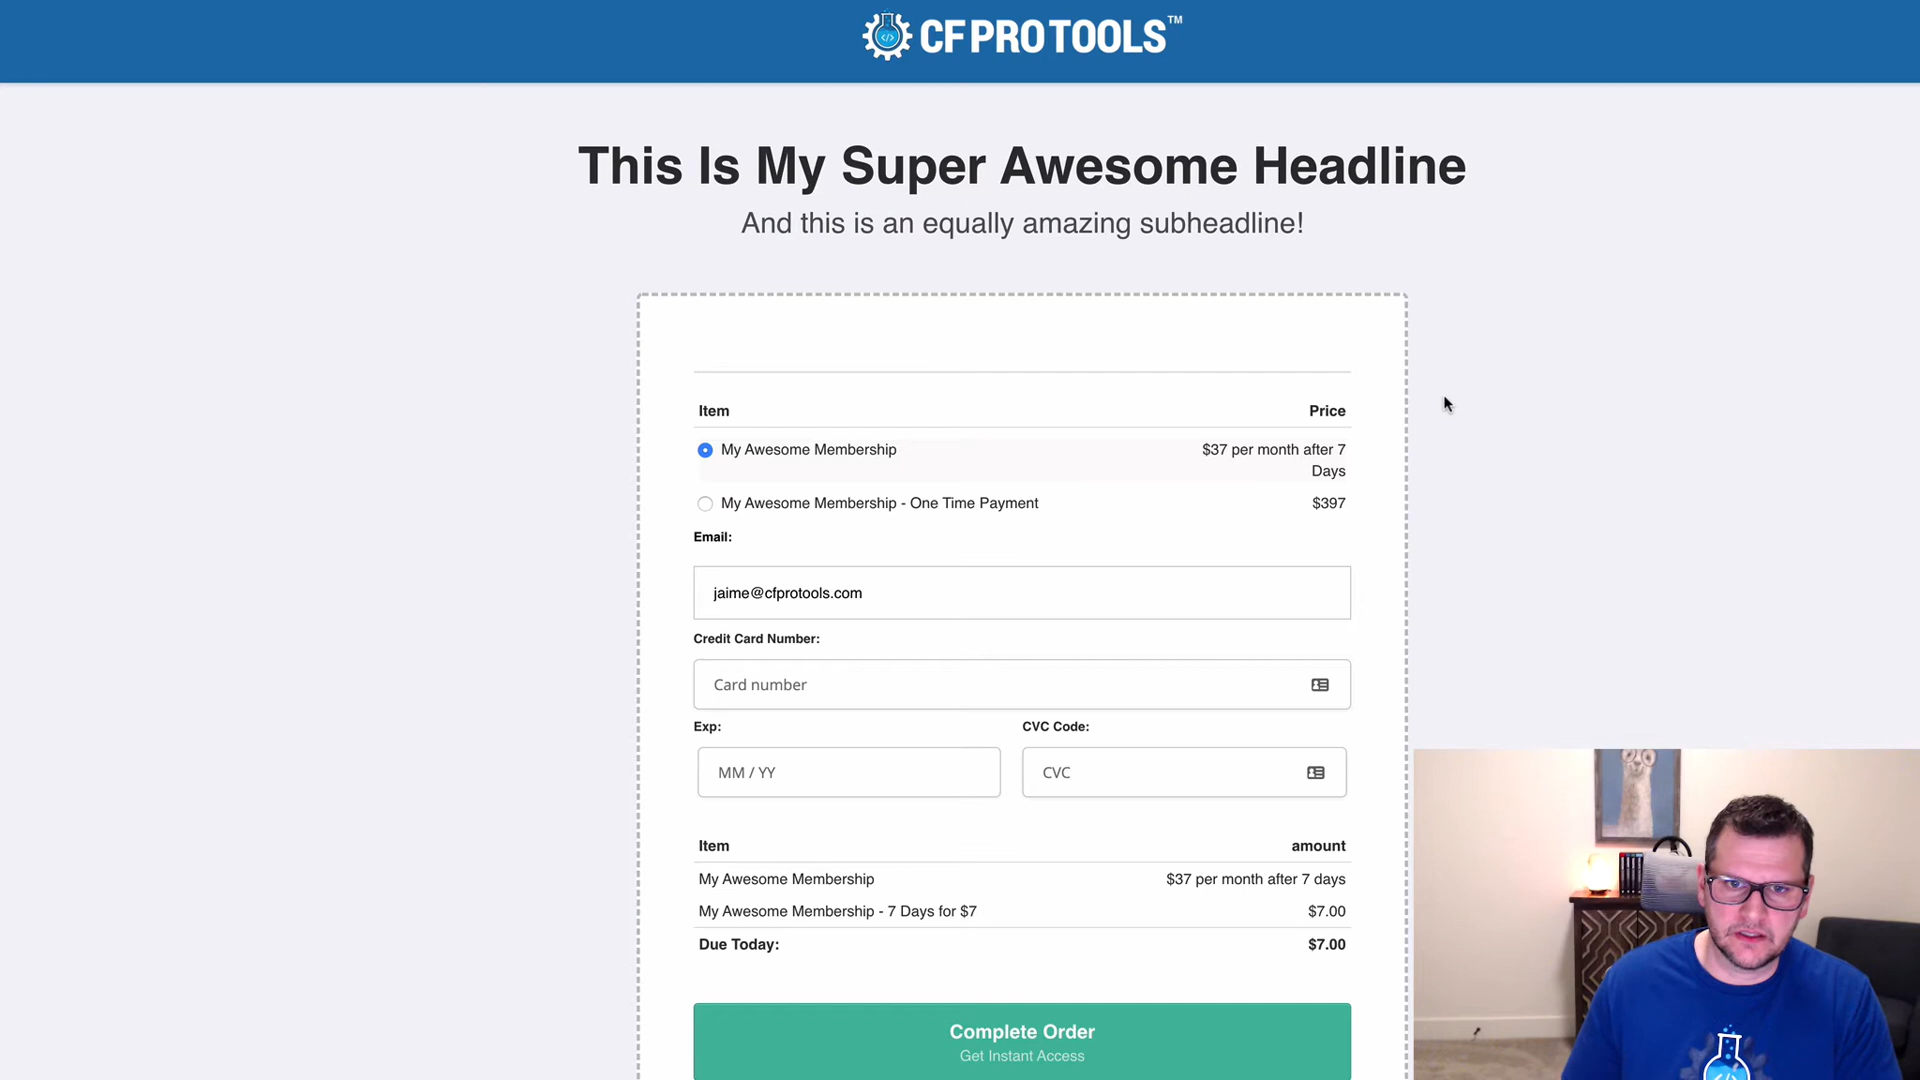 CF PRO TOOLS™
This Is My Super Awesome Headline
And this is an equally amazing subheadline!
Item Price
My Awesome Membership $37 per month after 7
Days
My Awesome Membership - One Time Payment $397
Email:
jaime@cfprotools.com
Credit Card Number:
Card number
Exp: CVC Code:
MM / YY CVC
Item amount
My Awesome Membership $37 per month after 7 days
My Awesome Membership - 7 Days for $7 $7.00
Due Today: $7.00
Complete Order
Get Instant Access